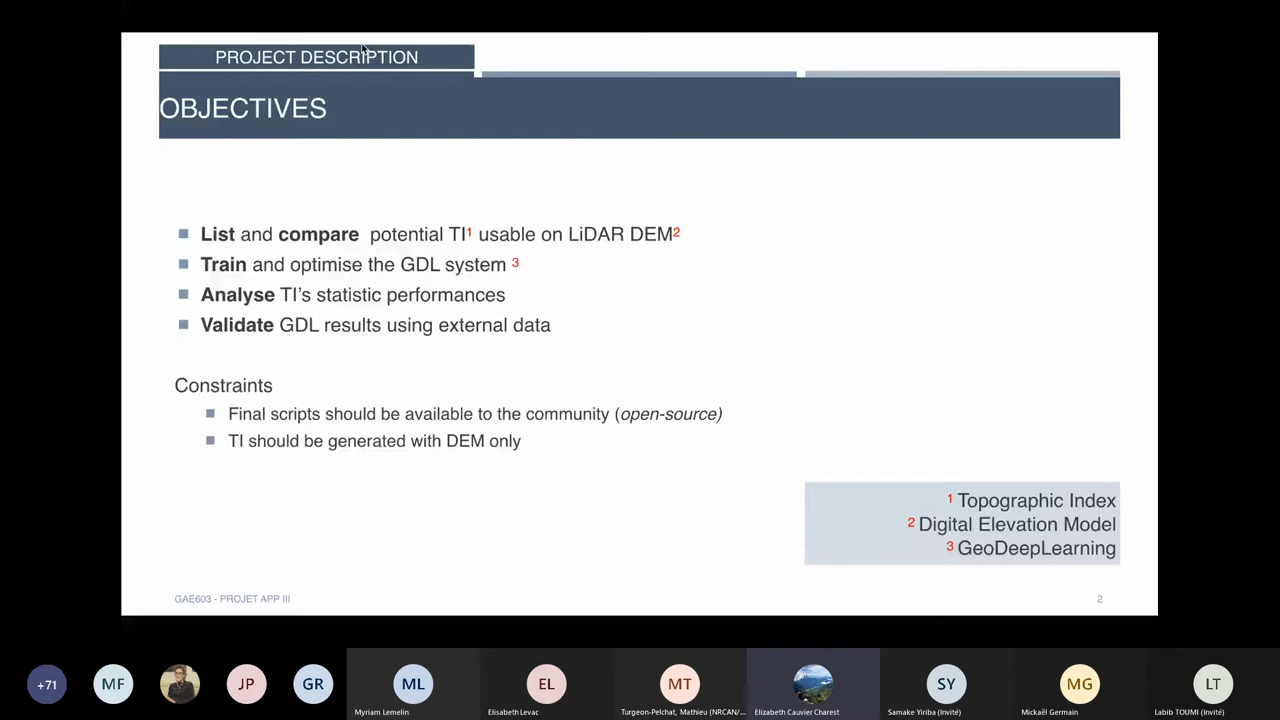 PROJECT DESCRIPTION
OBJECTIVES
List and compare potential TI¹ usable on LiDAR DEM²
Train and optimise the GDL system ³
Analyse TI's statistic performances
Validate GDL results using external data
Constraints
Final scripts should be available to the community (open-source)
TI should be generated with DEM only
¹ Topographic Index
² Digital Elevation Model
³ GeoDeepLearning
GAE603 - PROJET APP III
2
+71
MF
JP
GR
ML
EL
MT
SY
MG
LT
Myriam Lemelin
Elisabeth Levac
Turgeon-Pelchat, Mathieu (NRCAN/...
Elizabeth Cauvier Charest
Samake Yiriba (Invité)
Mickaël Germain
Labib TOUMI (Invité)